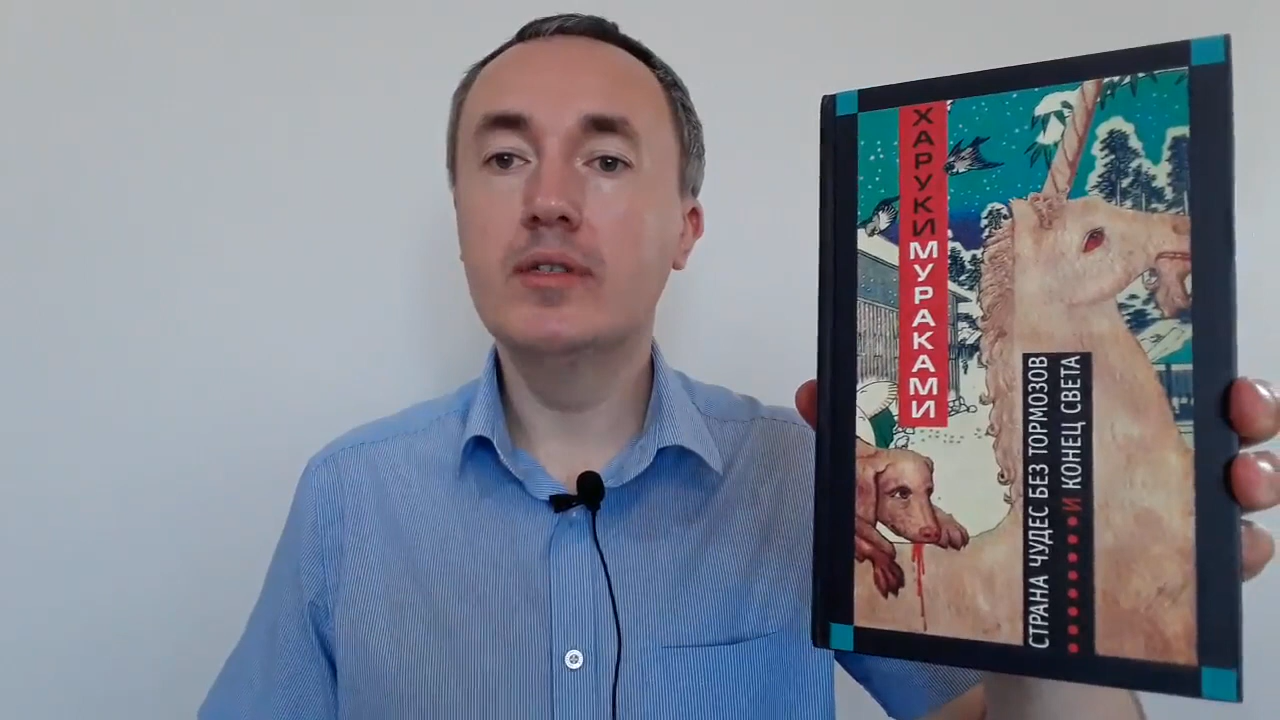 ХАРУКИ МУРАКАМИ
СТРАНА ЧУДЕС БЕЗ ТОРМОЗОВ
И КОНЕЦ СВЕТА